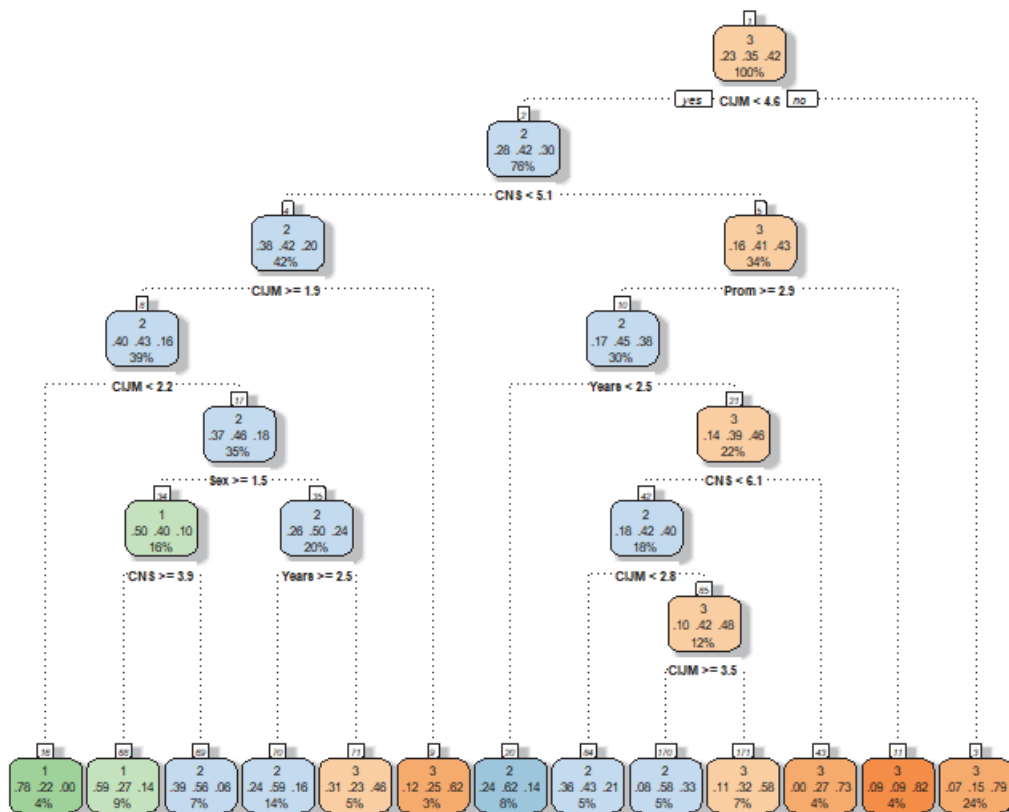 1
3
.23 .35 .42
100%
yes CIJM < 4.6 no
2
2
.28 .42 .30
76%
CNS < 5.1
4
2
.38 .42 .20
42%
5
3
.16 .41 .43
34%
CIJM >= 1.9
Prom >= 2.9
8
2
.40 .43 .16
39%
10
2
.17 .45 .38
30%
CIJM < 2.2
Years < 2.5
17
2
.37 .46 .18
35%
21
3
.14 .39 .46
22%
Sex >= 1.5
CNS < 6.1
34
1
.50 .40 .10
16%
35
2
.26 .50 .24
20%
42
2
.18 .42 .40
18%
CNS >= 3.9
Years >= 2.5
CIJM < 2.8
85
3
.10 .42 .48
12%
CIJM >= 3.5
16
1
.78 .22 .00
4%
68
1
.59 .27 .14
9%
69
2
.39 .56 .06
7%
70
2
.24 .59 .16
14%
71
3
.31 .23 .46
5%
9
3
.12 .25 .62
3%
20
2
.24 .62 .14
8%
84
2
.36 .43 .21
5%
170
2
.08 .58 .33
5%
171
3
.11 .32 .58
7%
43
3
.00 .27 .73
4%
11
3
.09 .09 .82
4%
3
3
.07 .15 .79
24%